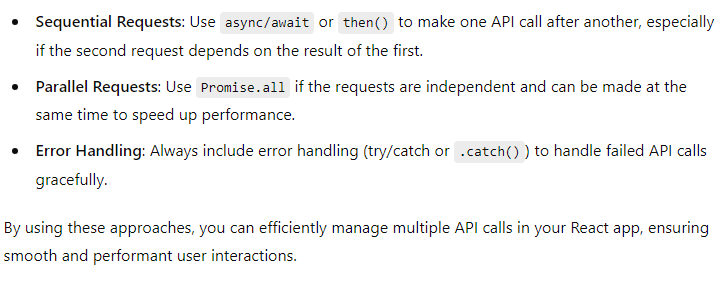 Sequential Requests: Use async/await or then() to make one API call after another, especially
if the second request depends on the result of the first.
Parallel Requests: Use Promise.all if the requests are independent and can be made at the
same time to speed up performance.
Error Handling: Always include error handling (try/catch or .catch()) to handle failed API calls
gracefully.
By using these approaches, you can efficiently manage multiple API calls in your React app, ensuring
smooth and performant user interactions.